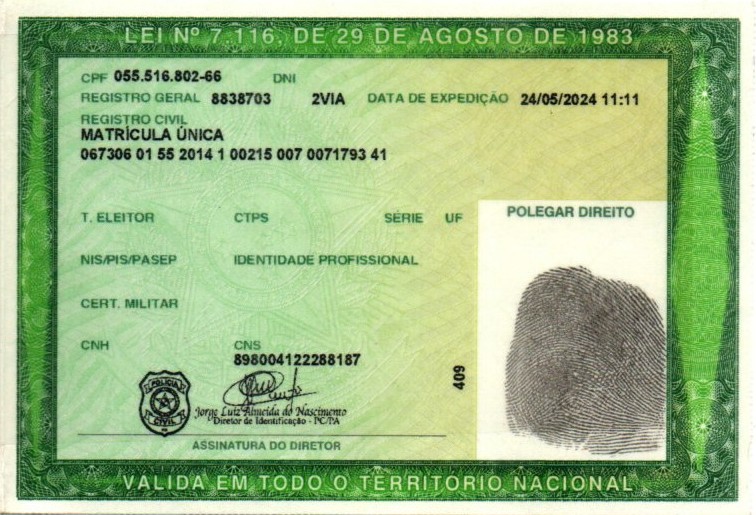 LEI Nº 7.116, DE 29 DE AGOSTO DE 1983
CPF 055.516.802-66 DNI
REGISTRO GERAL 8838703 2VIA DATA DE EXPEDIÇÃO 24/05/2024 11:11
REGISTRO CIVIL
MATRÍCULA ÚNICA
067306 01 55 2014 1 00215 007 0071793 41
T. ELEITOR CTPS SÉRIE UF
POLEGAR DIREITO
NIS/PIS/PASEP IDENTIDADE PROFISSIONAL
CERT. MILITAR
CNH CNS
898004122288187
409
POLICIA
CIVIL
Jorge Luiz Almeida do Nascimento
Diretor de Identificação - PC/PA
ASSINATURA DO DIRETOR
VALIDA EM TODO O TERRITORIO NACIONAL